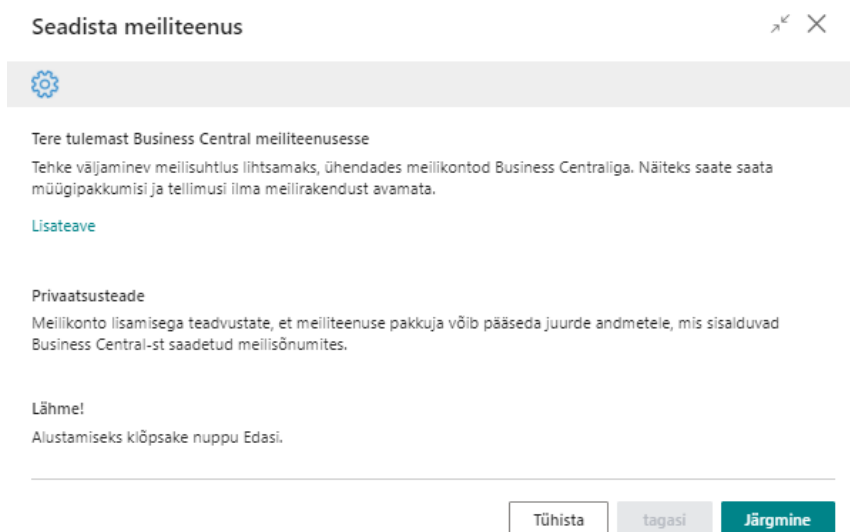 Seadista meiliteenus
Tere tulemast Business Central meiliteenusesse
Tehke väljaminev meilisuhtlus lihtsamaks, ühendades meilikontod Business Centraliga. Näiteks saate saata
müügipakkumisi ja tellimusi ilma meilirakendust avamata.
Lisateave
Privaatsusteade
Meilikonto lisamisega teadvustate, et meiliteenuse pakkuja võib pääseda juurde andmetele, mis sisalduvad
Business Central-st saadetud meilisõnumites.
Lähme!
Alustamiseks klõpsake nuppu Edasi.
Tühista tagasi Järgmine